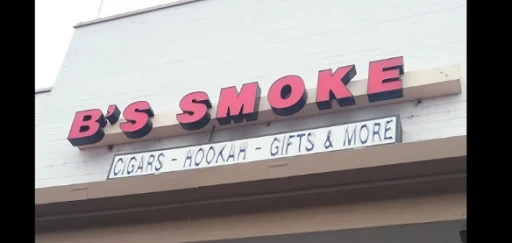 B'S SMOKE
CIGARS - HOOKAH - GIFTS & MORE